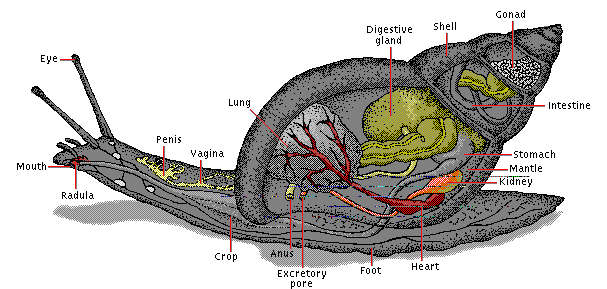 Gonad
Shell
Digestive
gland
Eye
Lung
Intestine
Penis
Vagina
Stomach
Mouth
Mantle
Kidney
Radula
Crop
Anus
Foot
Heart
Excretory
pore